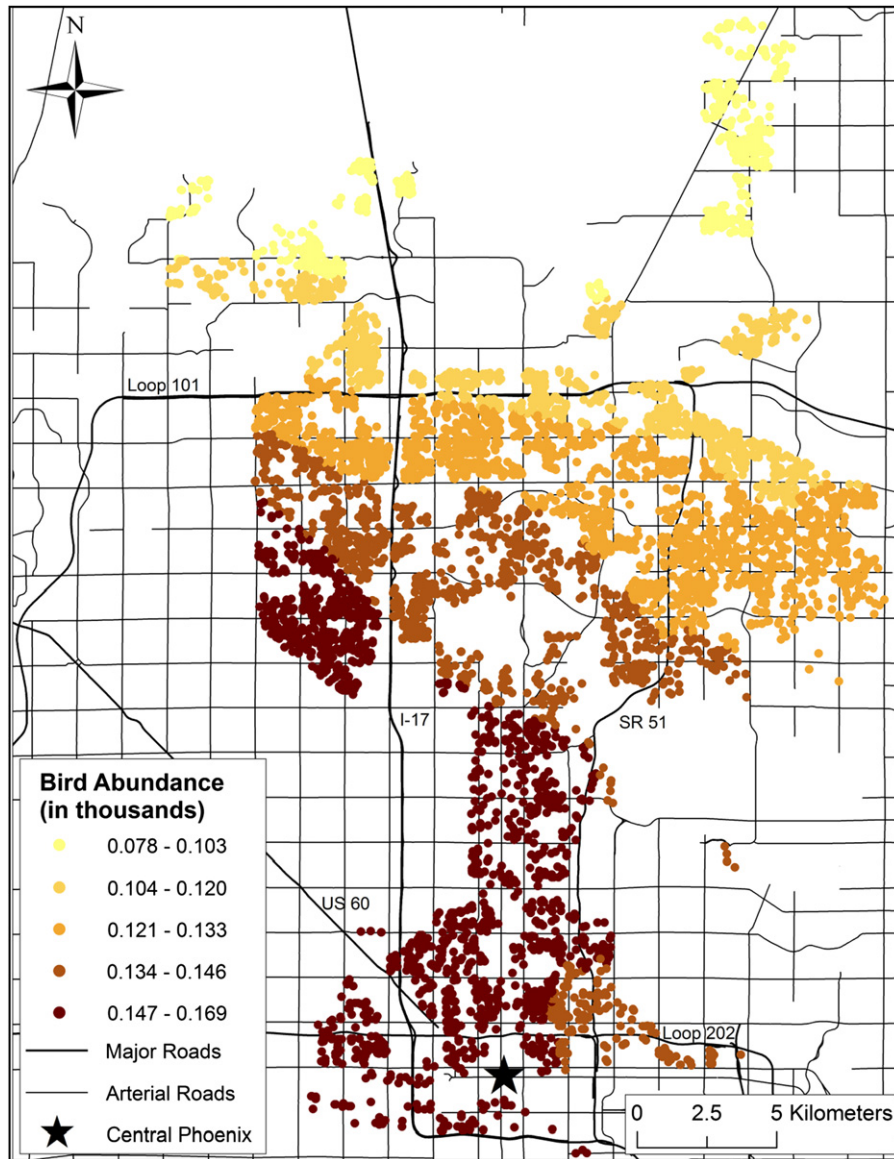 N
Loop 101
I-17
SR 51
Bird Abundance
(in thousands)
0.078 - 0.103
0.104 - 0.120
0.121 - 0.133
0.134 - 0.146
0.147 - 0.169
Major Roads
Arterial Roads
Central Phoenix
US 60
Loop 202
0 2.5 5 Kilometers